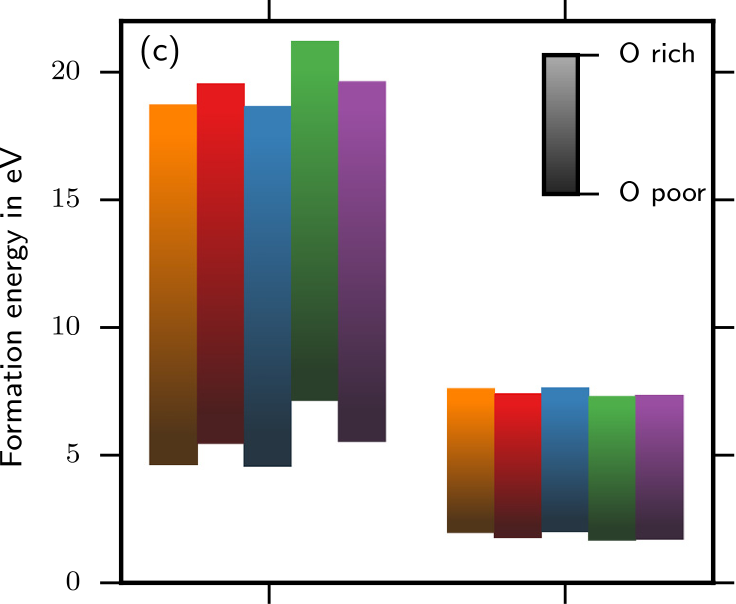 (c)
O rich
O poor
Formation energy in eV
20
15
10
5
0